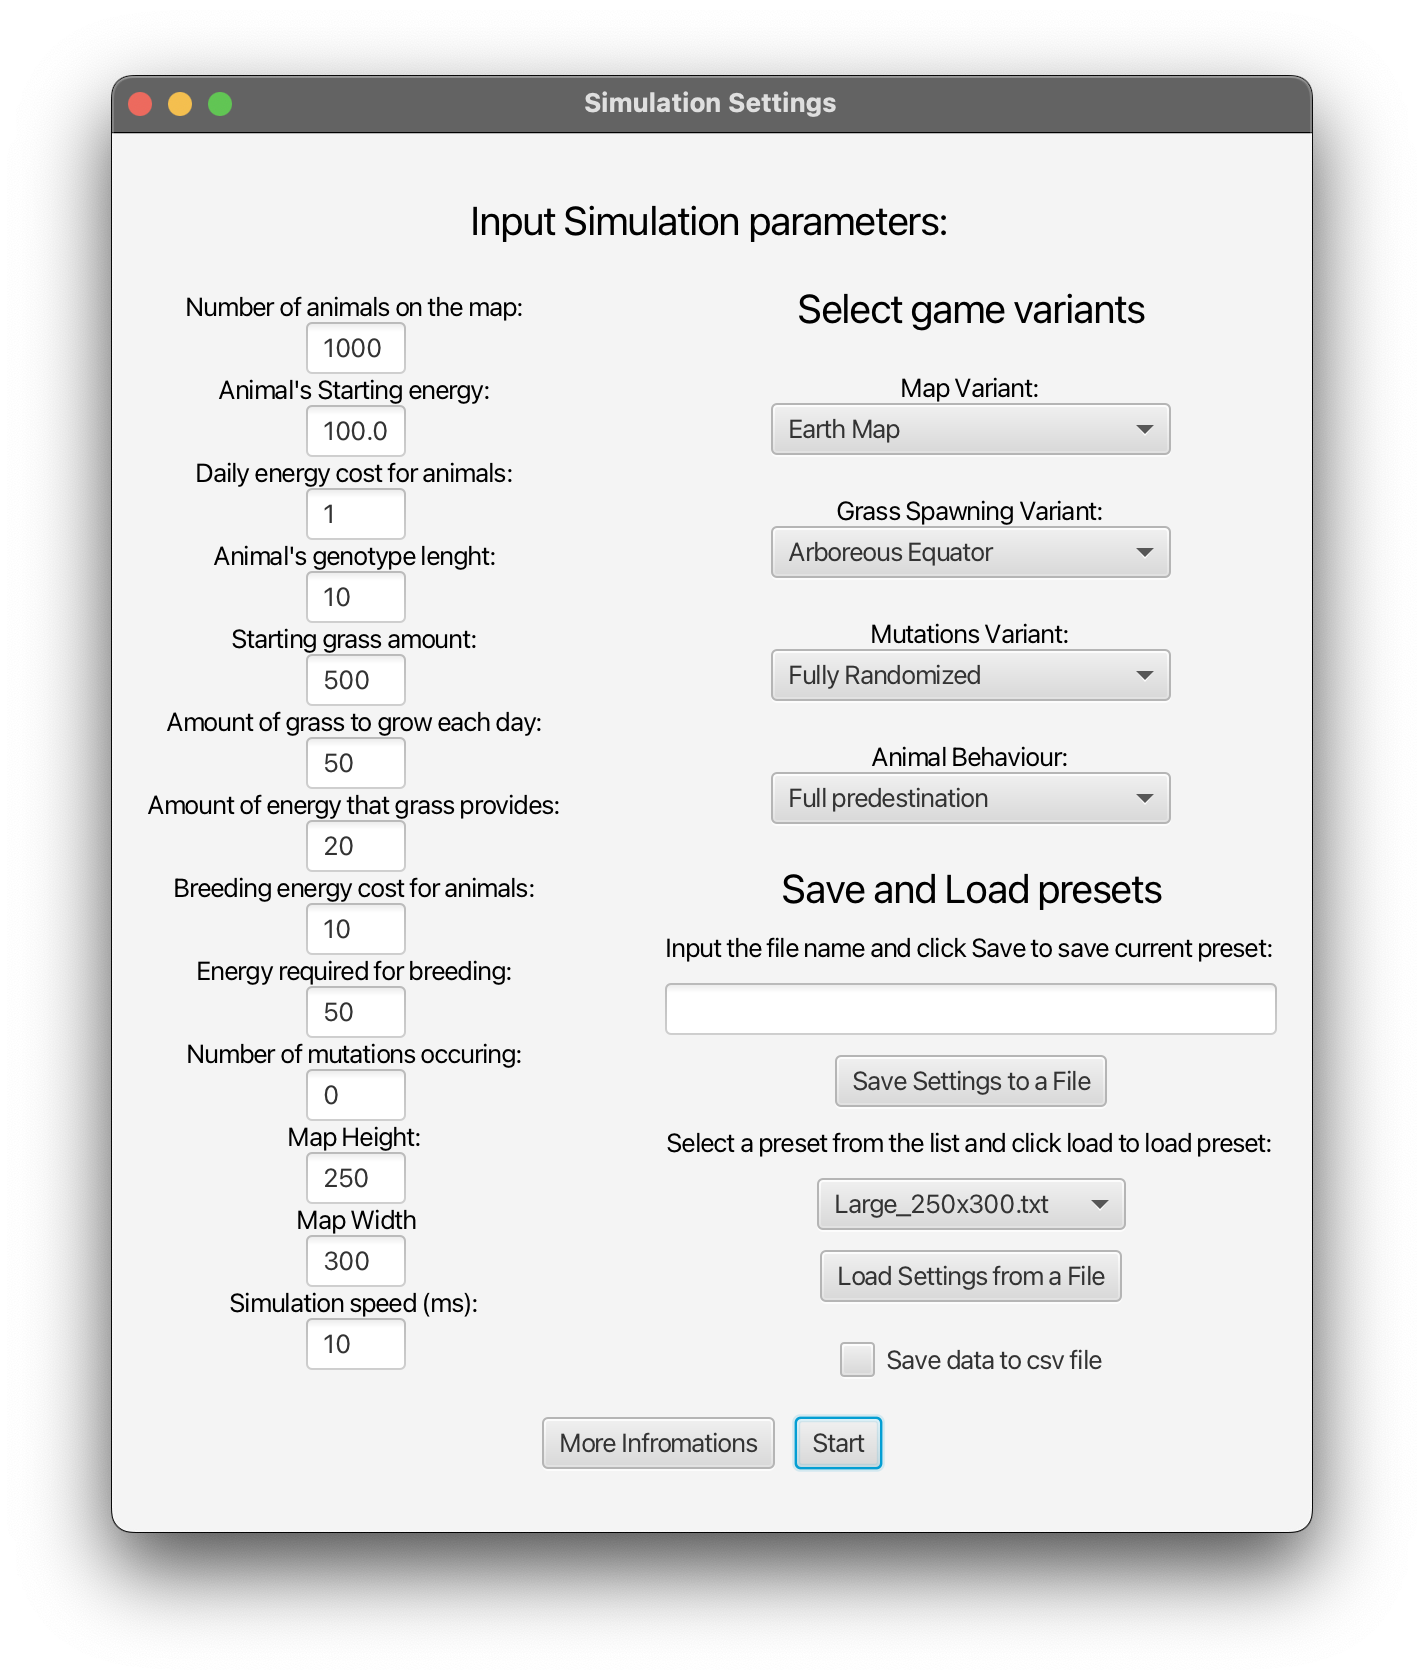 Simulation Settings
Input Simulation parameters:
Number of animals on the map:
1000
Animal's Starting energy:
100.0
Daily energy cost for animals:
1
Animal's genotype lenght:
10
Starting grass amount:
500
Amount of grass to grow each day:
50
Amount of energy that grass provides:
20
Breeding energy cost for animals:
10
Energy required for breeding:
50
Number of mutations occuring:
0
Map Height:
250
Map Width
300
Simulation speed (ms):
10
Select game variants
Map Variant:
Earth Map
Grass Spawning Variant:
Arboreous Equator
Mutations Variant:
Fully Randomized
Animal Behaviour:
Full predestination
Save and Load presets
Input the file name and click Save to save current preset:
Save Settings to a File
Select a preset from the list and click load to load preset:
Large_250x300.txt
Load Settings from a File
Save data to csv file
More Infromations
Start